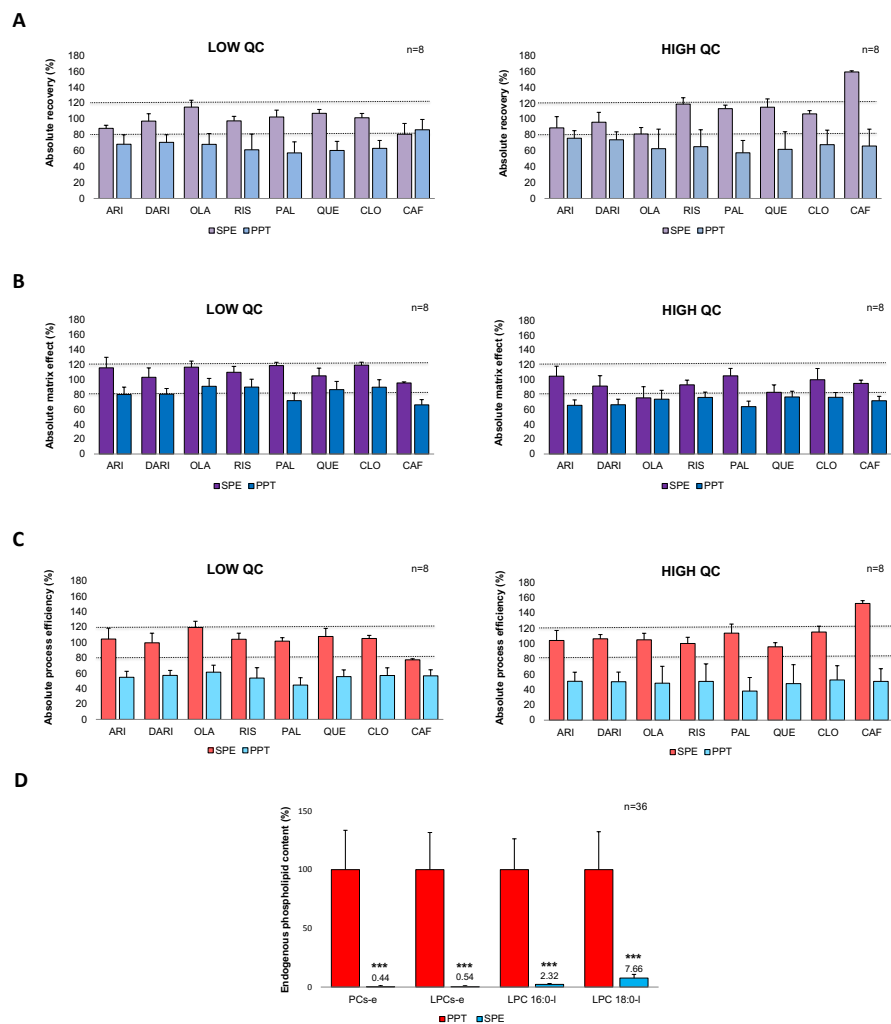 A
LOW QC
n=8
Absolute recovery (%)
180
160
140
120
100
80
60
40
20
0
ARI DARI OLA RIS PAL QUE CLO CAF
SPE PPT
HIGH QC
n=8
Absolute recovery (%)
180
160
140
120
100
80
60
40
20
0
ARI DARI OLA RIS PAL QUE CLO CAF
SPE PPT
B
LOW QC
n=8
Absolute matrix effect (%)
180
160
140
120
100
80
60
40
20
0
ARI DARI OLA RIS PAL QUE CLO CAF
SPE PPT
HIGH QC
n=8
Absolute matrix effect (%)
180
160
140
120
100
80
60
40
20
0
ARI DARI OLA RIS PAL QUE CLO CAF
SPE PPT
C
LOW QC
n=8
Absolute process efficiency (%)
180
160
140
120
100
80
60
40
20
0
ARI DARI OLA RIS PAL QUE CLO CAF
SPE PPT
HIGH QC
n=8
Absolute process efficiency (%)
180
160
140
120
100
80
60
40
20
0
ARI DARI OLA RIS PAL QUE CLO CAF
SPE PPT
D
n=36
Endogenous phospholipid content (%)
150
100
50
0
*** *** *** ***
0.44 0.54 2.32 7.66
PCs-e LPCs-e LPC 16:0-l LPC 18:0-l
PPT SPE